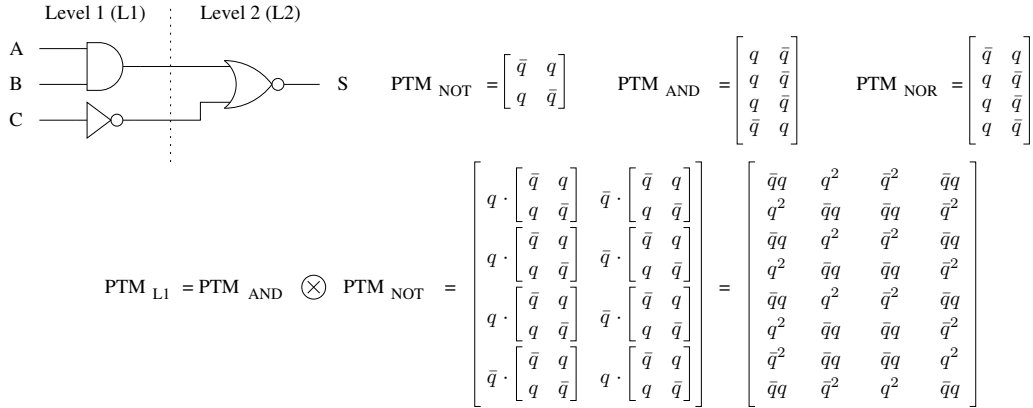 Level 1 (L1) Level 2 (L2)
A
B
C
S
PTM NOT = [ q̄ q ; q q̄ ]
PTM AND = [ q q̄ ; q q̄ ; q q̄ ; q̄ q ]
PTM NOR = [ q̄ q ; q q̄ ; q q̄ ; q q̄ ]
PTM L1 = PTM AND ⊗ PTM NOT =
q · [ q̄ q ; q q̄ ] q̄ · [ q̄ q ; q q̄ ]
q · [ q̄ q ; q q̄ ] q̄ · [ q̄ q ; q q̄ ]
q · [ q̄ q ; q q̄ ] q̄ · [ q̄ q ; q q̄ ]
q̄ · [ q̄ q ; q q̄ ] q · [ q̄ q ; q q̄ ]
=
q̄q q² q̄² q̄q
q² q̄q q̄q q̄²
q̄q q² q̄² q̄q
q² q̄q q̄q q̄²
q̄q q² q̄² q̄q
q² q̄q q̄q q̄²
q̄² q̄q q̄q q²
q̄q q̄² q² q̄q